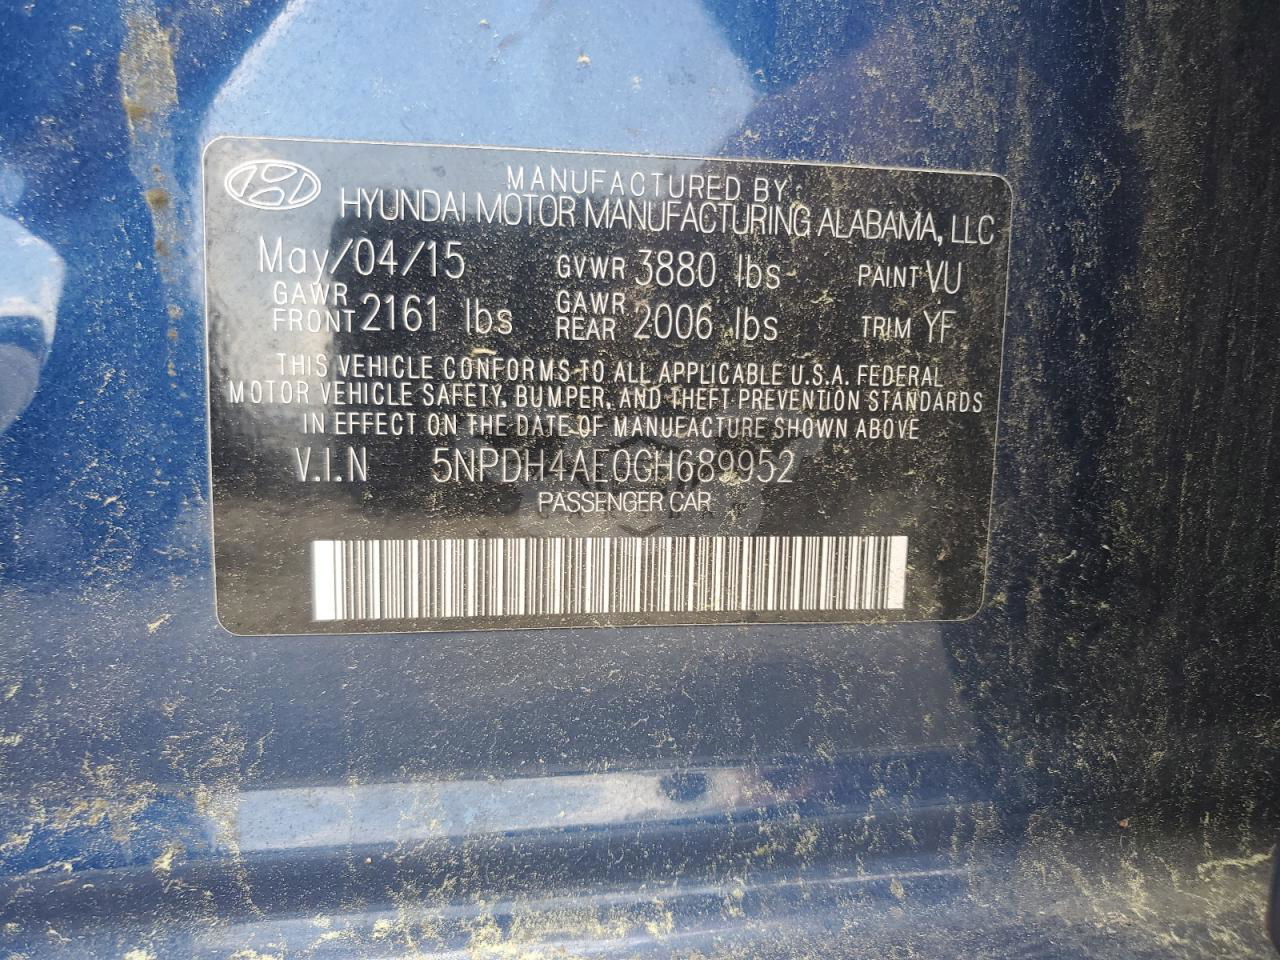 MANUFACTURED BY
HYUNDAI MOTOR MANUFACTURING ALABAMA, LLC
May/04/15 GVWR 3880 lbs PAINT VU
GAWR FRONT 2161 lbs GAWR REAR 2006 lbs TRIM YF
THIS VEHICLE CONFORMS TO ALL APPLICABLE U.S.A. FEDERAL
MOTOR VEHICLE SAFETY, BUMPER, AND THEFT PREVENTION STANDARDS
IN EFFECT ON THE DATE OF MANUFACTURE SHOWN ABOVE
V.I.N 5NPDH4AE0GH689952
PASSENGER CAR